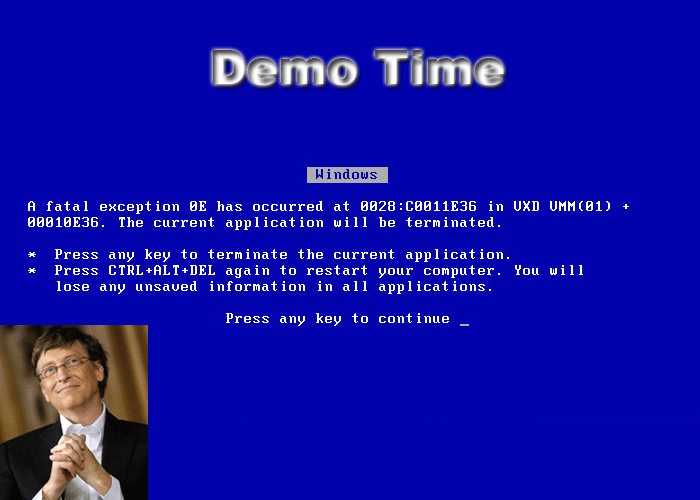 Demo Time
Windows
A fatal exception 0E has occurred at 0028:C0011E36 in VXD VMM(01) +
00010E36. The current application will be terminated.
* Press any key to terminate the current application.
* Press CTRL+ALT+DEL again to restart your computer. You will
lose any unsaved information in all applications.
Press any key to continue _